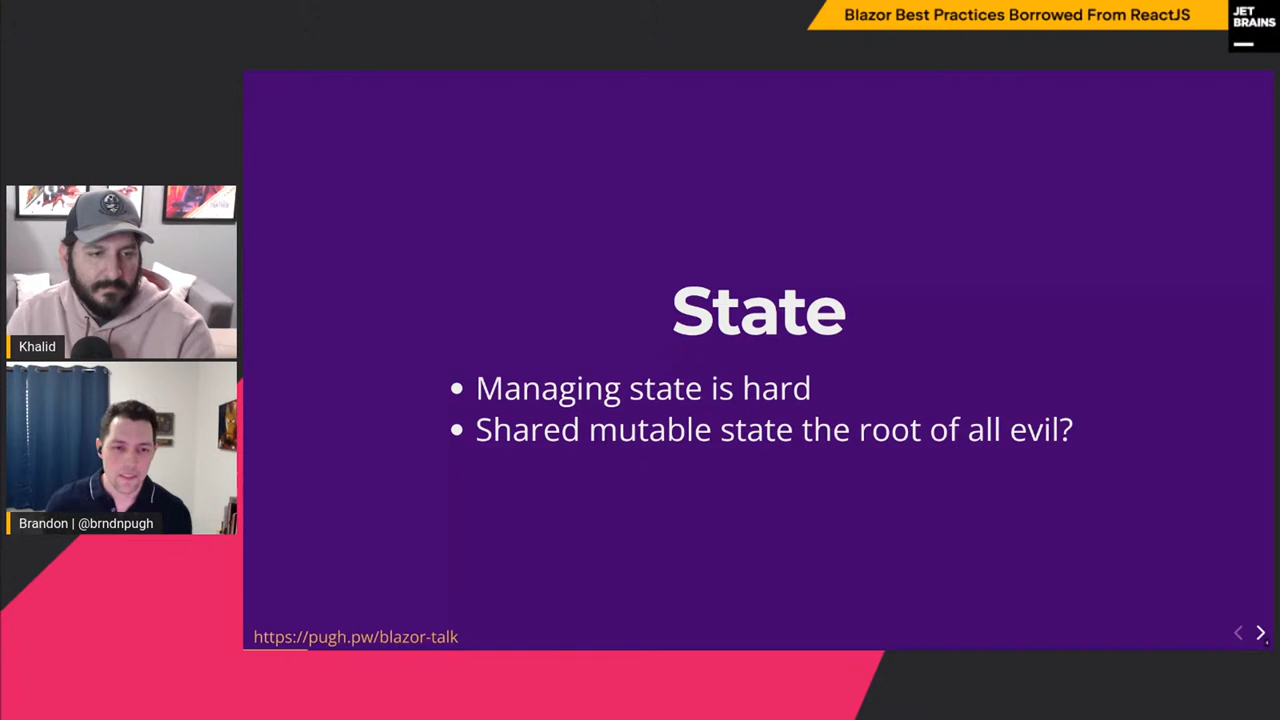 Blazor Best Practices Borrowed From ReactJS
JET
BRAINS
State
• Managing state is hard
• Shared mutable state the root of all evil?
Khalid
Brandon | @brndnpugh
https://pugh.pw/blazor-talk